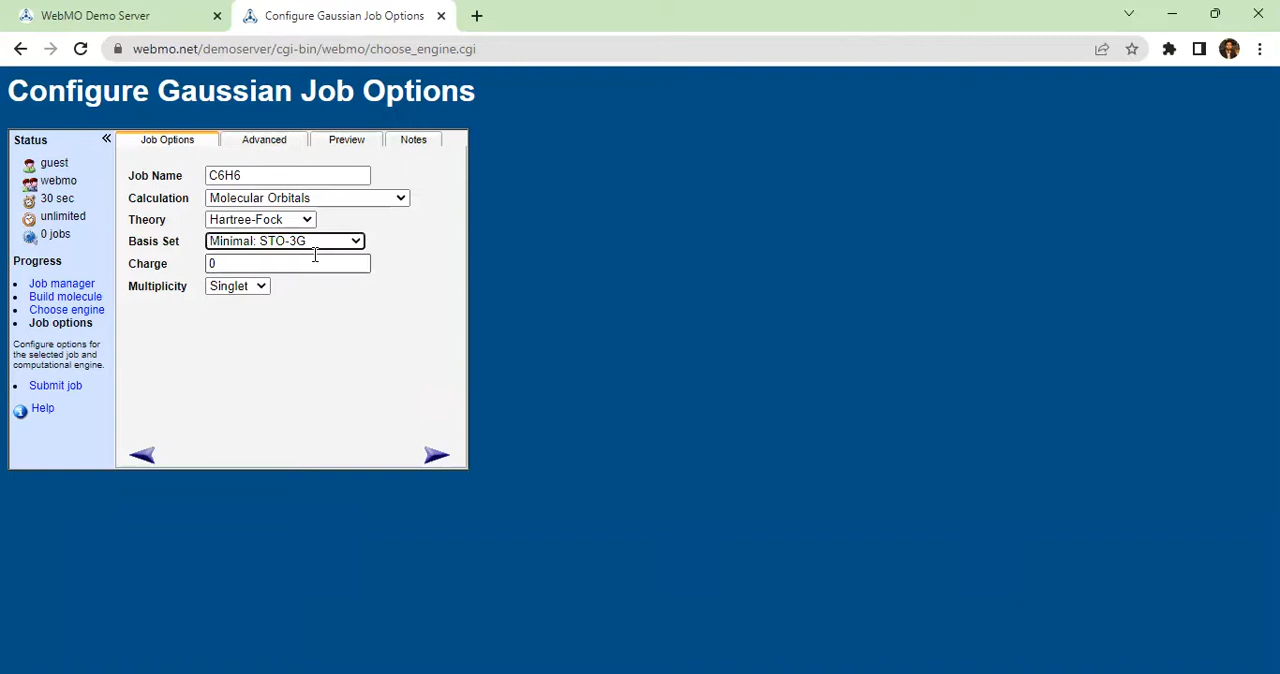 WebMO Demo Server
Configure Gaussian Job Options
webmo.net/demoserver/cgi-bin/webmo/choose_engine.cgi
Configure Gaussian Job Options
Status
guest
webmo
30 sec
unlimited
0 jobs
Progress
Job manager
Build molecule
Choose engine
Job options
Configure options for
the selected job and
computational engine.
Submit job
Help
Job Options Advanced Preview Notes
Job Name C6H6
Calculation Molecular Orbitals
Theory Hartree-Fock
Basis Set Minimal: STO-3G
Charge 0
Multiplicity Singlet